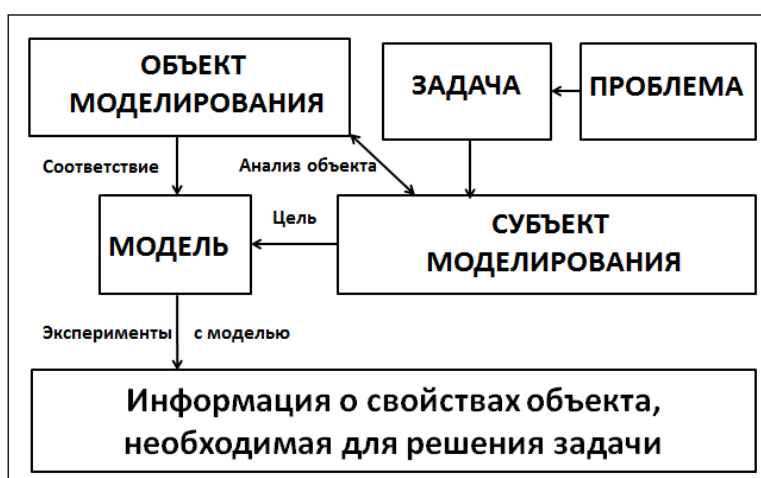 ОБЪЕКТ
МОДЕЛИРОВАНИЯ
ЗАДАЧА
ПРОБЛЕМА
Соответствие
Анализ объекта
МОДЕЛЬ
Цель
СУБЪЕКТ
МОДЕЛИРОВАНИЯ
Эксперименты с моделью
Информация о свойствах объекта,
необходимая для решения задачи